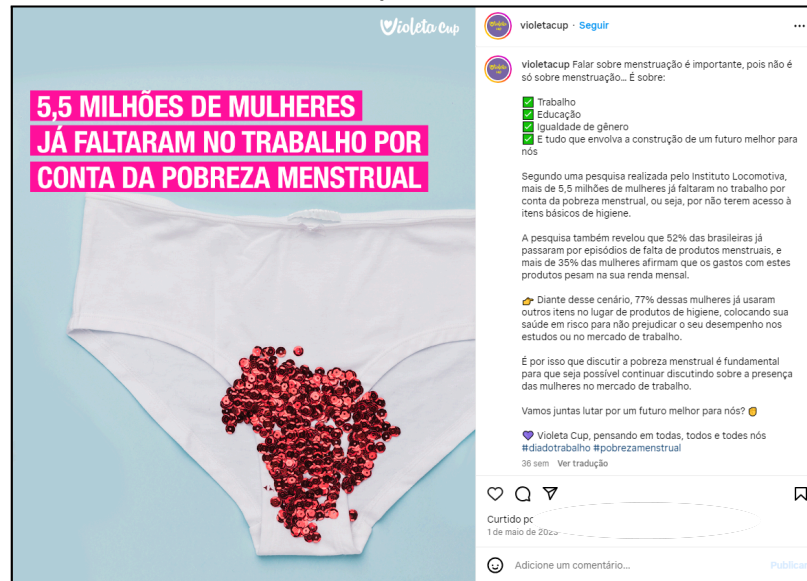 Violeta cup
5,5 MILHÕES DE MULHERES
JÁ FALTARAM NO TRABALHO POR
CONTA DA POBREZA MENSTRUAL
violetacup · Seguir
violetacup Falar sobre menstruação é importante, pois não é
só sobre menstruação... É sobre:
✅ Trabalho
✅ Educação
✅ Igualdade de gênero
✅ E tudo que envolva a construção de um futuro melhor para
nós
Segundo uma pesquisa realizada pelo Instituto Locomotiva,
mais de 5,5 milhões de mulheres já faltaram no trabalho por
conta da pobreza menstrual, ou seja, por não terem acesso à
itens básicos de higiene.
A pesquisa também revelou que 52% das brasileiras já
passaram por episódios de falta de produtos menstruais, e
mais de 35% das mulheres afirmam que os gastos com estes
produtos pesam na sua renda mensal.
👉 Diante desse cenário, 77% dessas mulheres já usaram
outros itens no lugar de produtos de higiene, colocando sua
saúde em risco para não prejudicar o seu desempenho nos
estudos ou no mercado de trabalho.
É por isso que discutir a pobreza menstrual é fundamental
para que seja possível continuar discutindo sobre a presença
das mulheres no mercado de trabalho.
Vamos juntas lutar por um futuro melhor para nós? ✊
💜 Violeta Cup, pensando em todas, todos e todes nós
#diadotrabalho #pobrezamenstrual
36 sem Ver tradução
Curtido po
1 de maio de 2023
Adicione um comentário...
Publicar